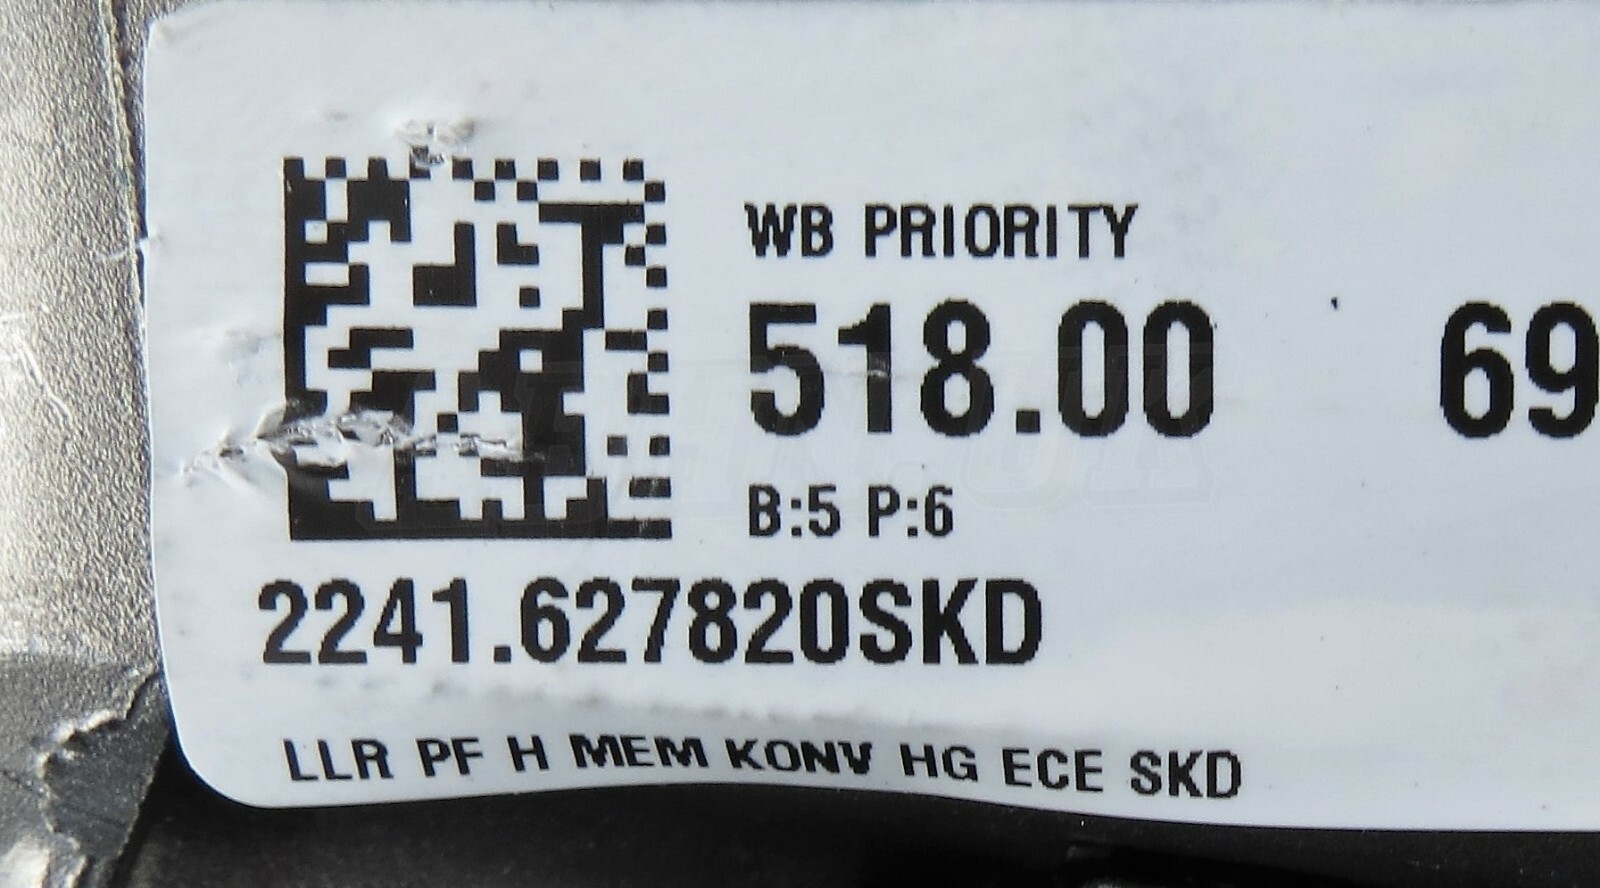 WB PRIORITY
518.00 69
B:5 P:6
2241.627820SKD
LLR PF H MEM KONV HG ECE SKD